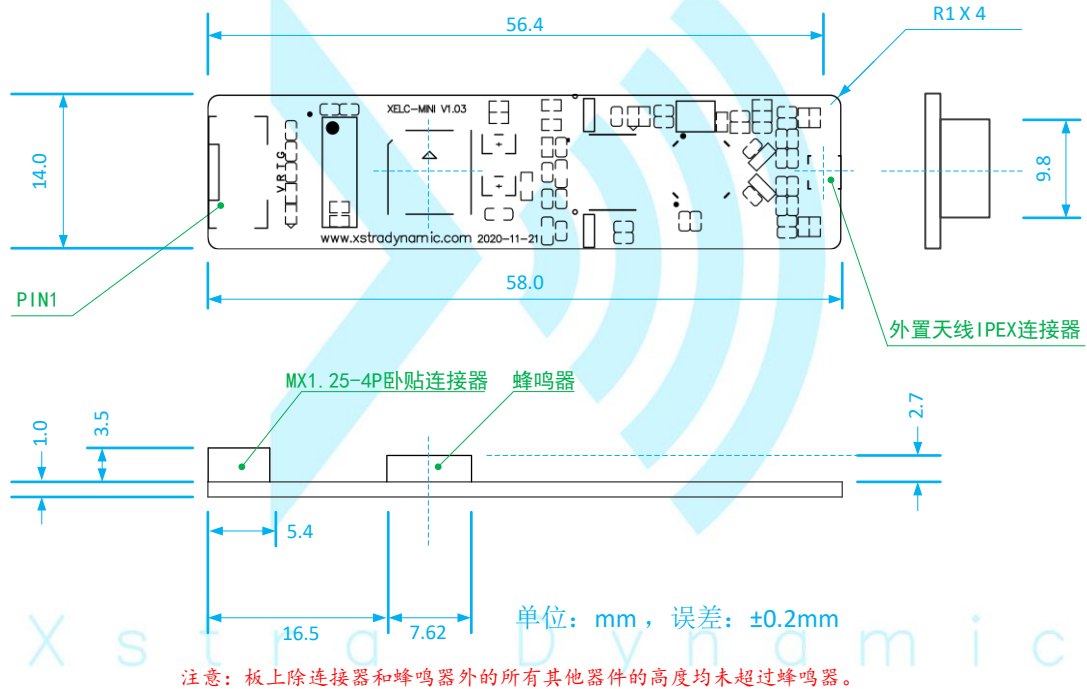 56.4
R1 X 4
XELC-MINI V1.03
14.0
VRTG
9.8
www.xstradynamic.com 2020-11-21
PIN1
58.0
外置天线IPEX连接器
MX1.25-4P卧贴连接器
蜂鸣器
1.0
3.5
2.7
5.4
16.5
7.62
单位：mm ，误差：±0.2mm
Xstra Dynamic
注意：板上除连接器和蜂鸣器外的所有其他器件的高度均未超过蜂鸣器。